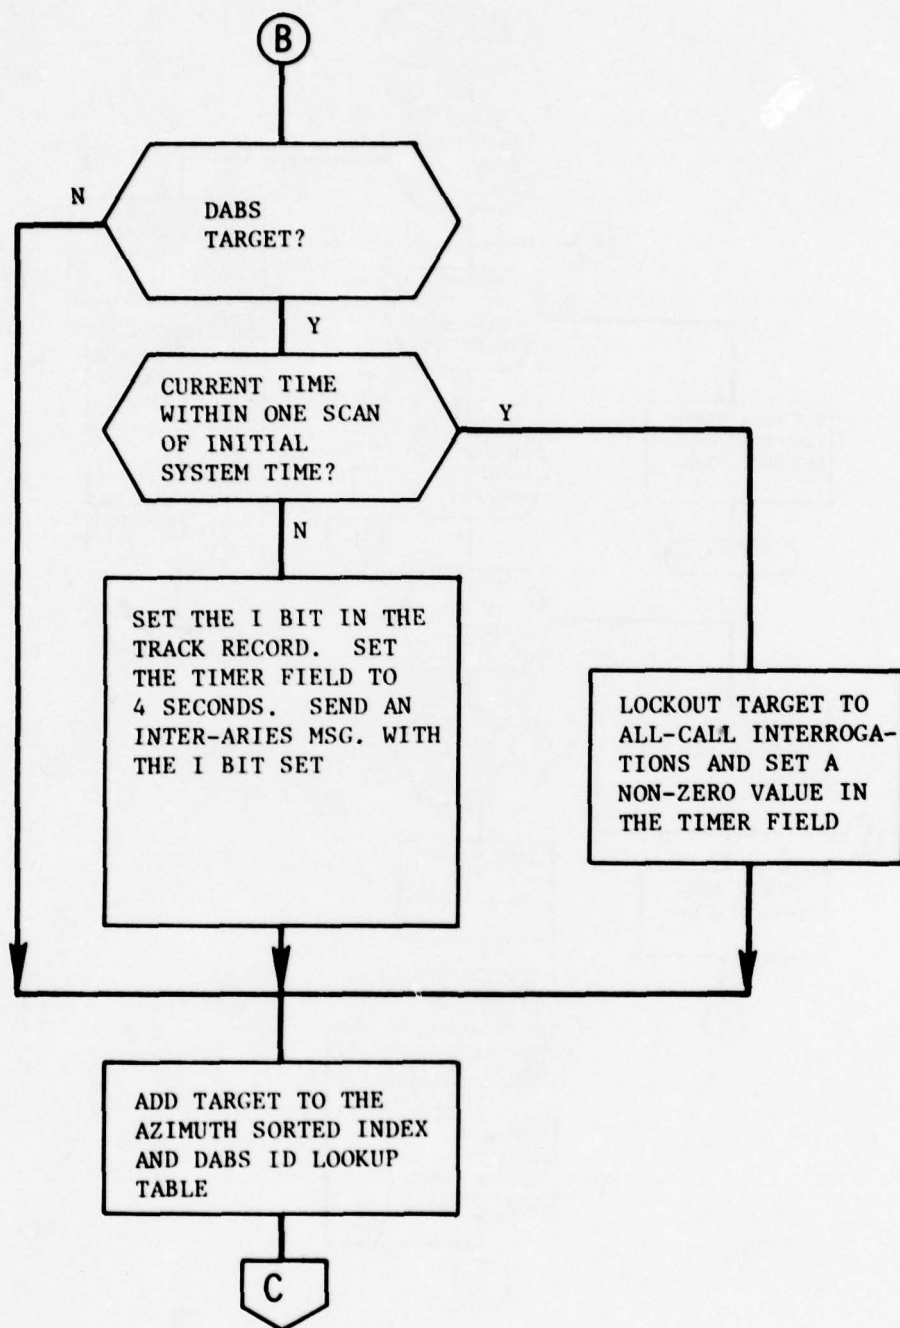 B
DABS
TARGET?
N
Y
CURRENT TIME
WITHIN ONE SCAN
OF INITIAL
SYSTEM TIME?
Y
N
SET THE I BIT IN THE
TRACK RECORD. SET
THE TIMER FIELD TO
4 SECONDS. SEND AN
INTER-ARIES MSG. WITH
THE I BIT SET
LOCKOUT TARGET TO
ALL-CALL INTERROGA-
TIONS AND SET A
NON-ZERO VALUE IN
THE TIMER FIELD
ADD TARGET TO THE
AZIMUTH SORTED INDEX
AND DABS ID LOOKUP
TABLE
C